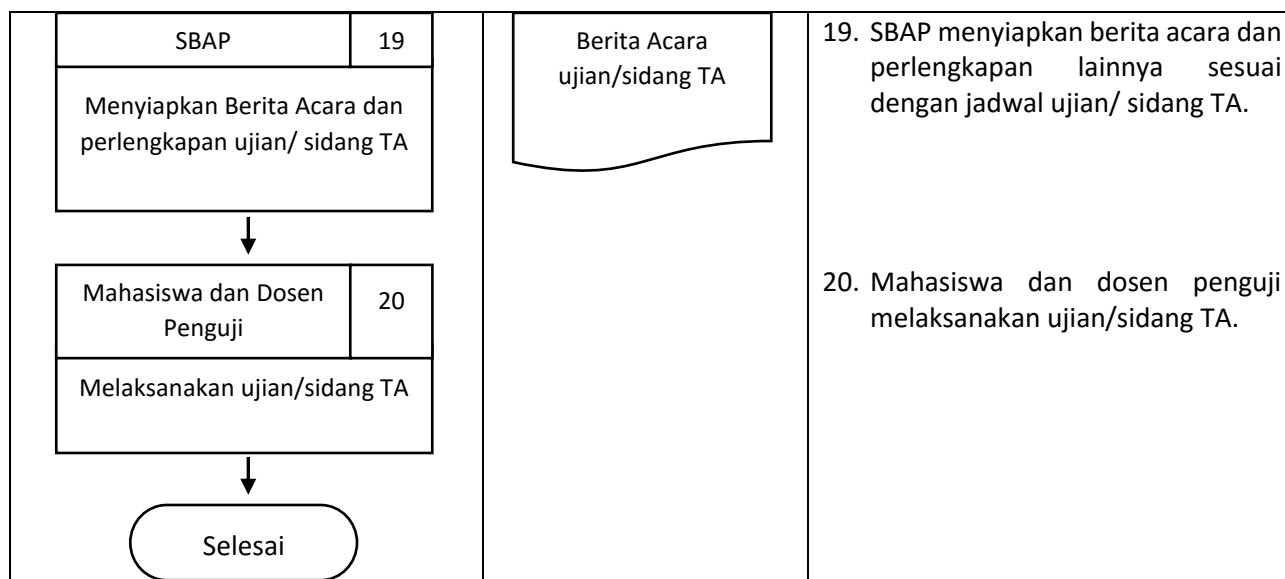 SBAP
19
Menyiapkan Berita Acara dan
perlengkapan ujian/ sidang TA
Mahasiswa dan Dosen
Penguji
20
Melaksanakan ujian/sidang TA
Selesai
Berita Acara
ujian/sidang TA
19. SBAP menyiapkan berita acara dan
perlengkapan lainnya sesuai
dengan jadwal ujian/ sidang TA.
20. Mahasiswa dan dosen penguji
melaksanakan ujian/sidang TA.